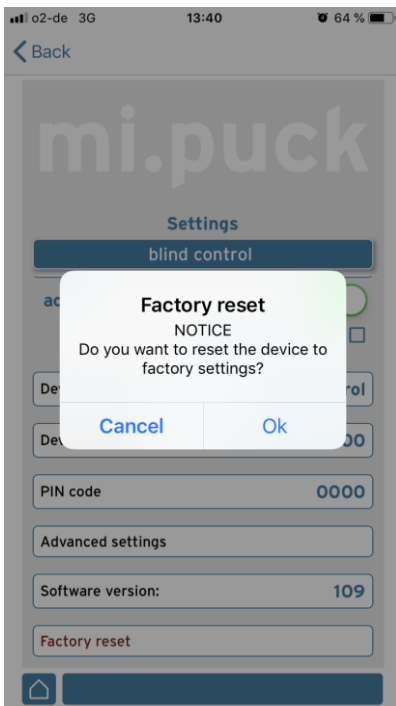 o2-de 3G 13:40 64 %
Back
mi.puck
Settings
blind control
Factory reset
NOTICE
Do you want to reset the device to
factory settings?
Cancel Ok
PIN code 0000
Advanced settings
Software version: 109
Factory reset